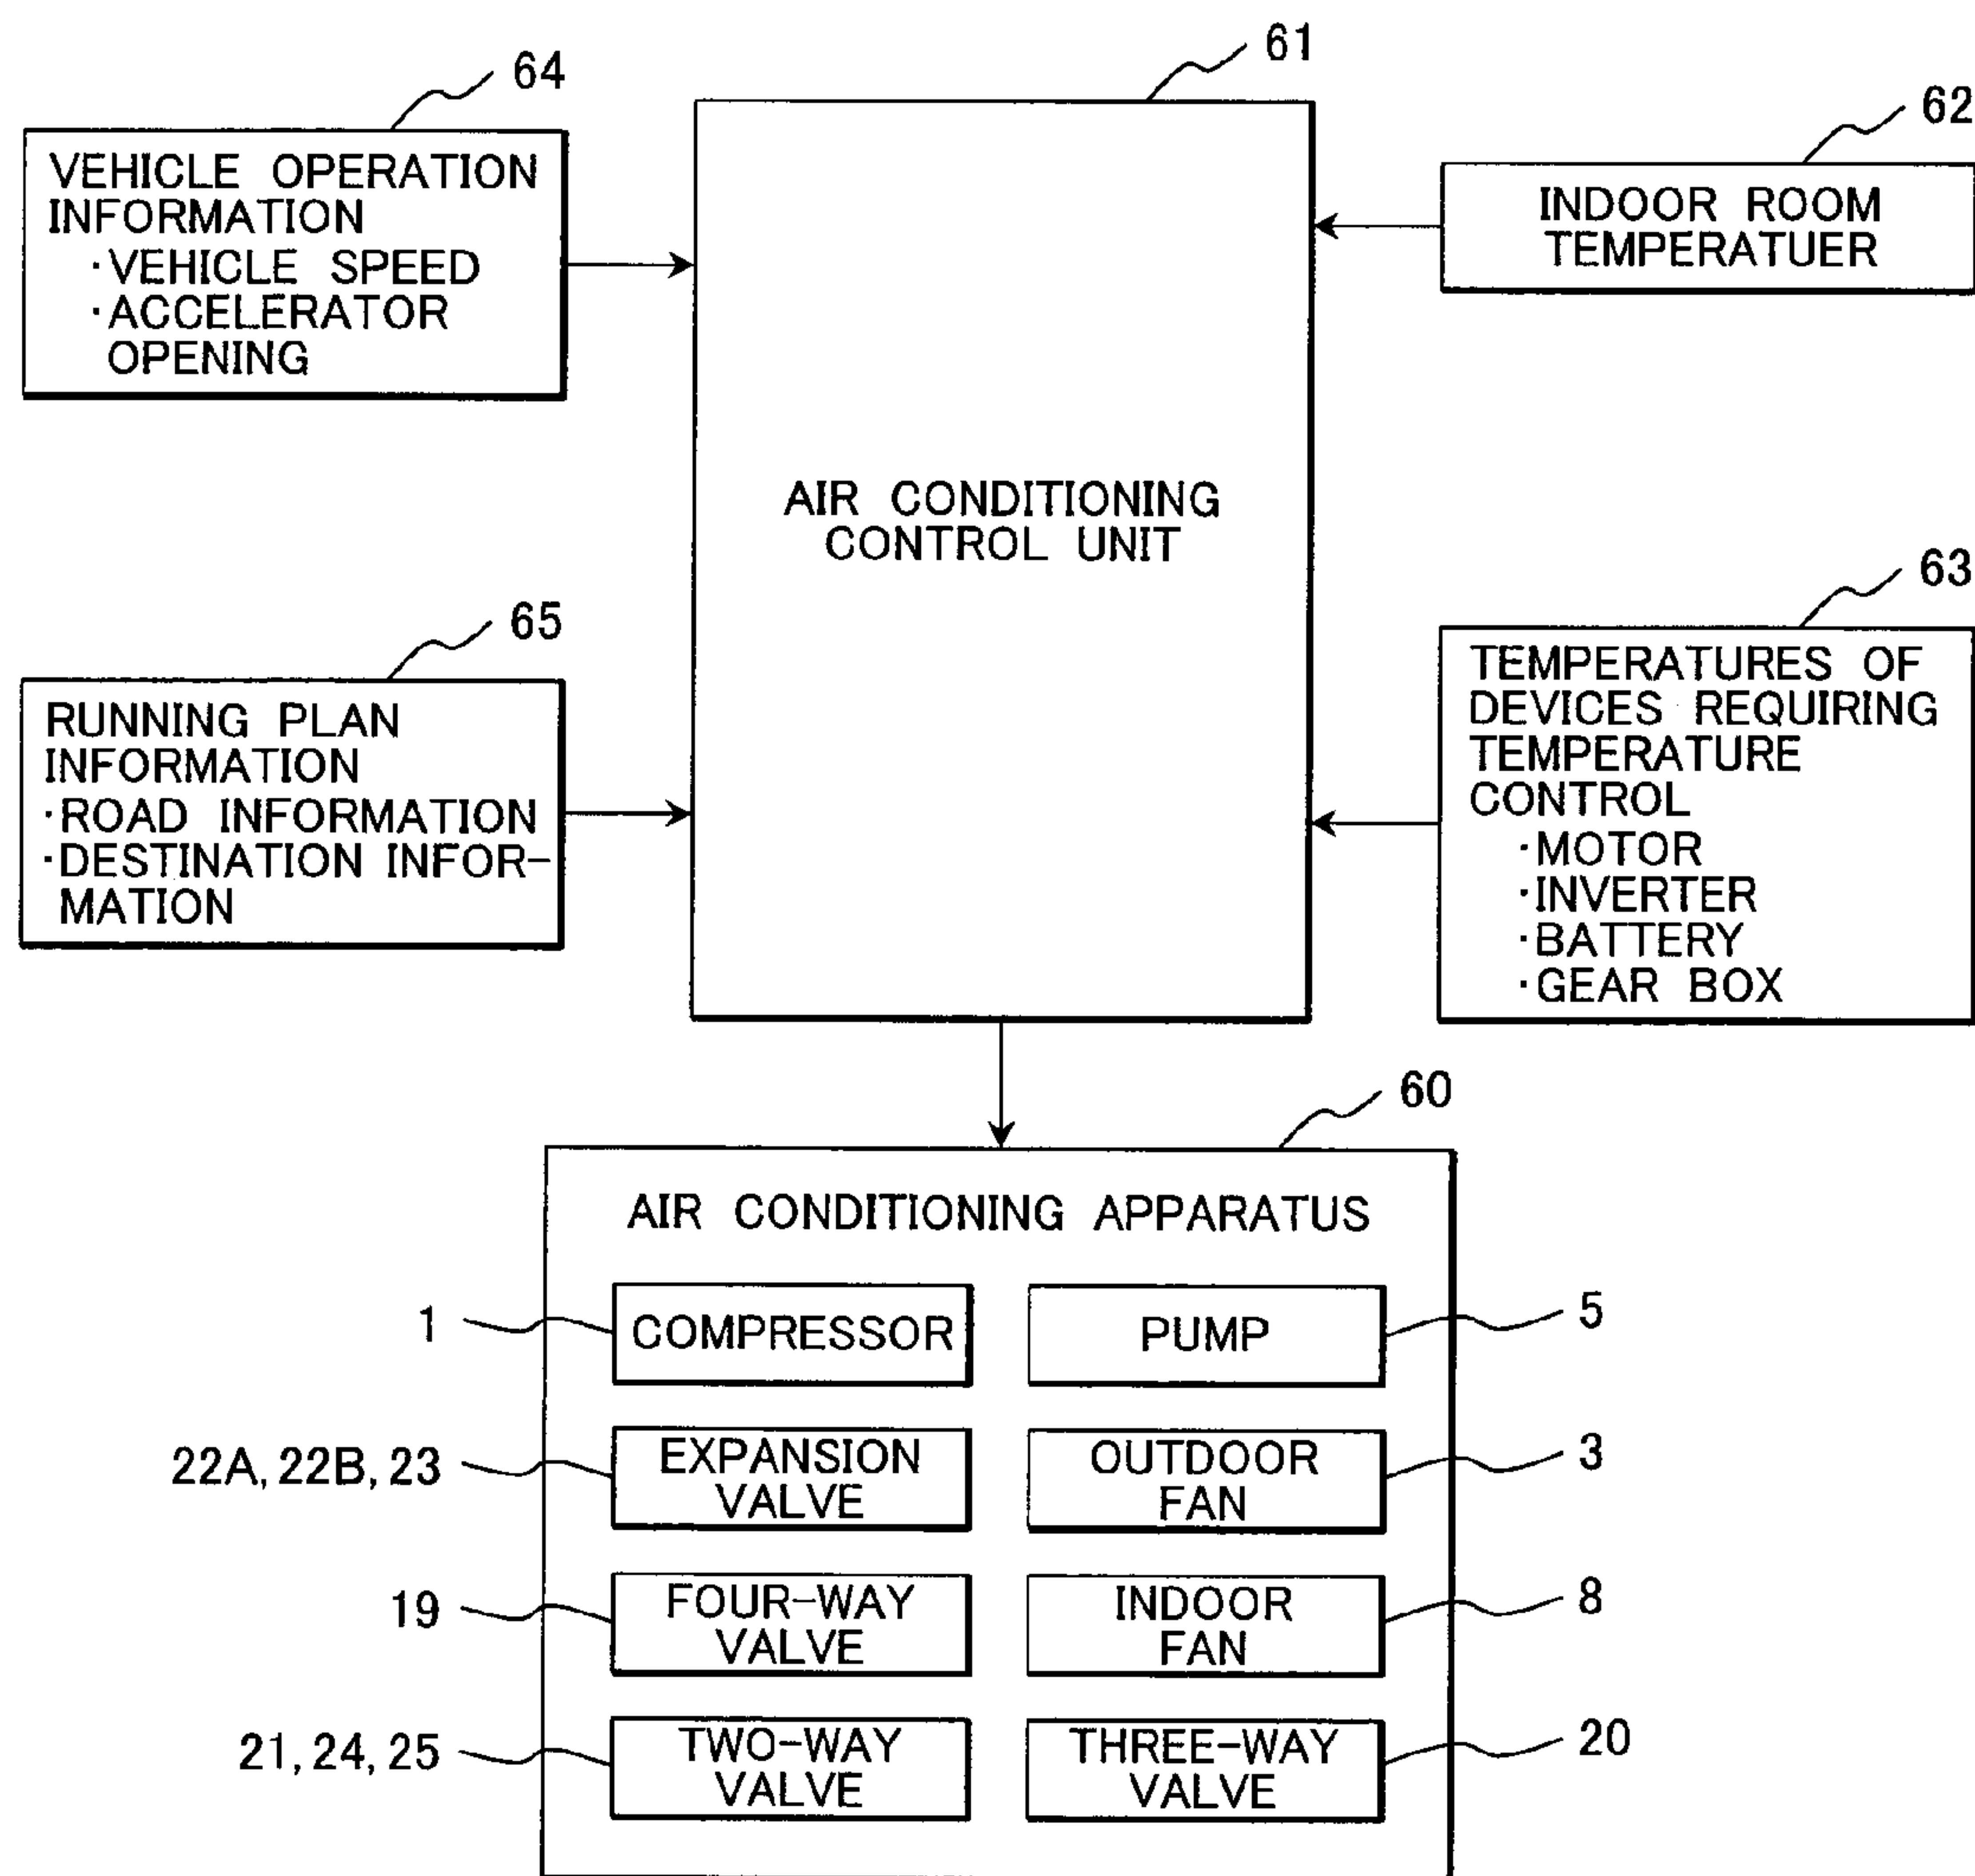 61
64
VEHICLE OPERATION
INFORMATION
·VEHICLE SPEED
·ACCELERATOR
OPENING
62
INDOOR ROOM
TEMPERATUER
AIR CONDITIONING
CONTROL UNIT
65
RUNNING PLAN
INFORMATION
·ROAD INFORMATION
·DESTINATION INFOR-
MATION
63
TEMPERATURES OF
DEVICES REQUIRING
TEMPERATURE
CONTROL
·MOTOR
·INVERTER
·BATTERY
·GEAR BOX
60
AIR CONDITIONING APPARATUS
1
COMPRESSOR
PUMP
5
22A, 22B, 23
EXPANSION
VALVE
OUTDOOR
FAN
3
19
FOUR-WAY
VALVE
INDOOR
FAN
8
21, 24, 25
TWO-WAY
VALVE
THREE-WAY
VALVE
20